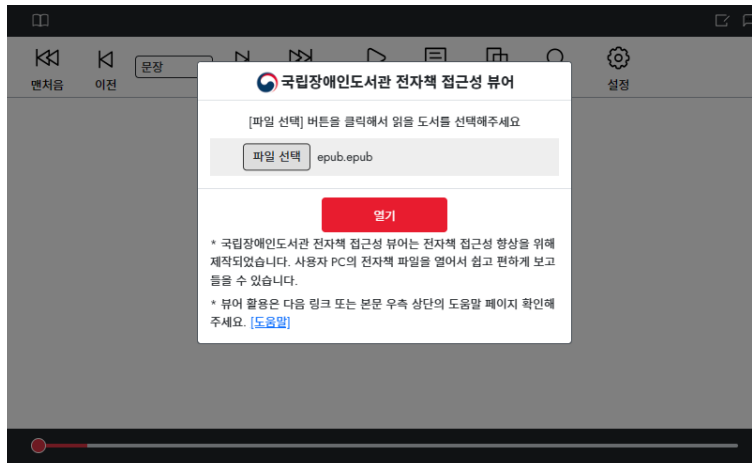 맨처음
이전
문장
설정
국립장애인도서관 전자책 접근성 뷰어
[파일 선택] 버튼을 클릭해서 읽을 도서를 선택해주세요
파일 선택 epub.epub
열기
* 국립장애인도서관 전자책 접근성 뷰어는 전자책 접근성 향상을 위해
제작되었습니다. 사용자 PC의 전자책 파일을 열어서 쉽고 편하게 보고
들을 수 있습니다.
* 뷰어 활용은 다음 링크 또는 본문 우측 상단의 도움말 페이지 확인해
주세요. [도움말]